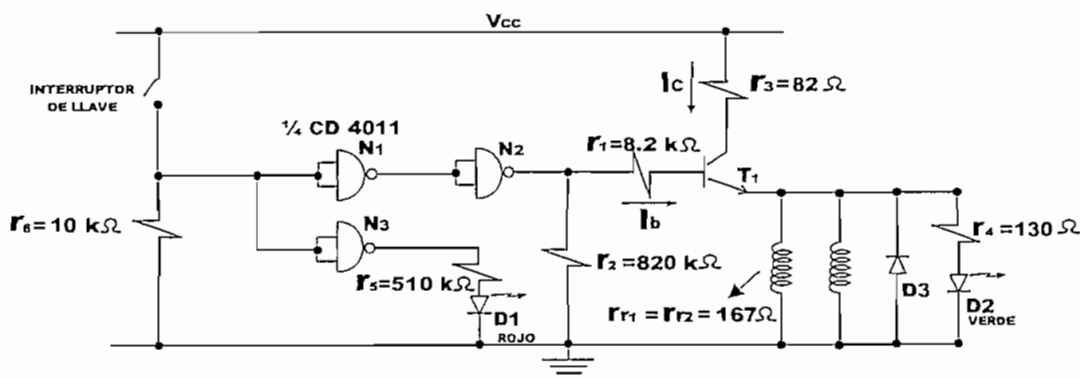 Vcc
INTERRUPTOR
DE LLAVE
Ic
r3=82 Ω
¼ CD 4011
N1
N2
r1=8.2 kΩ
T1
Ib
r6=10 kΩ
N3
r5=510 kΩ
r2=820 kΩ
r4=130Ω
D1
ROJO
rr1 = rr2 = 167Ω
D3
D2
VERDE